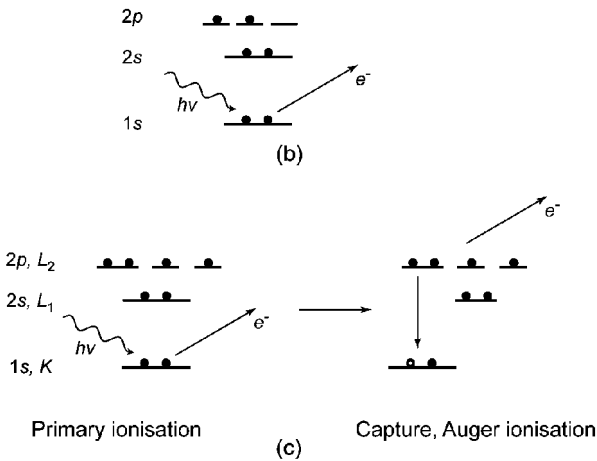 2p
2s
hν
e-
1s
(b)
e-
2p, L2
2s, L1
e-
hν
1s, K
Primary ionisation
Capture, Auger ionisation
(c)